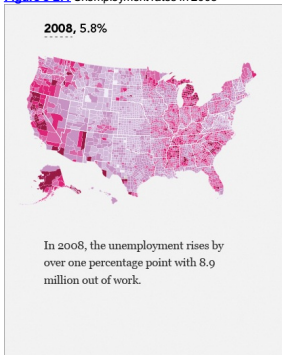 2008, 5.8%
In 2008, the unemployment rises by
over one percentage point with 8.9
million out of work.